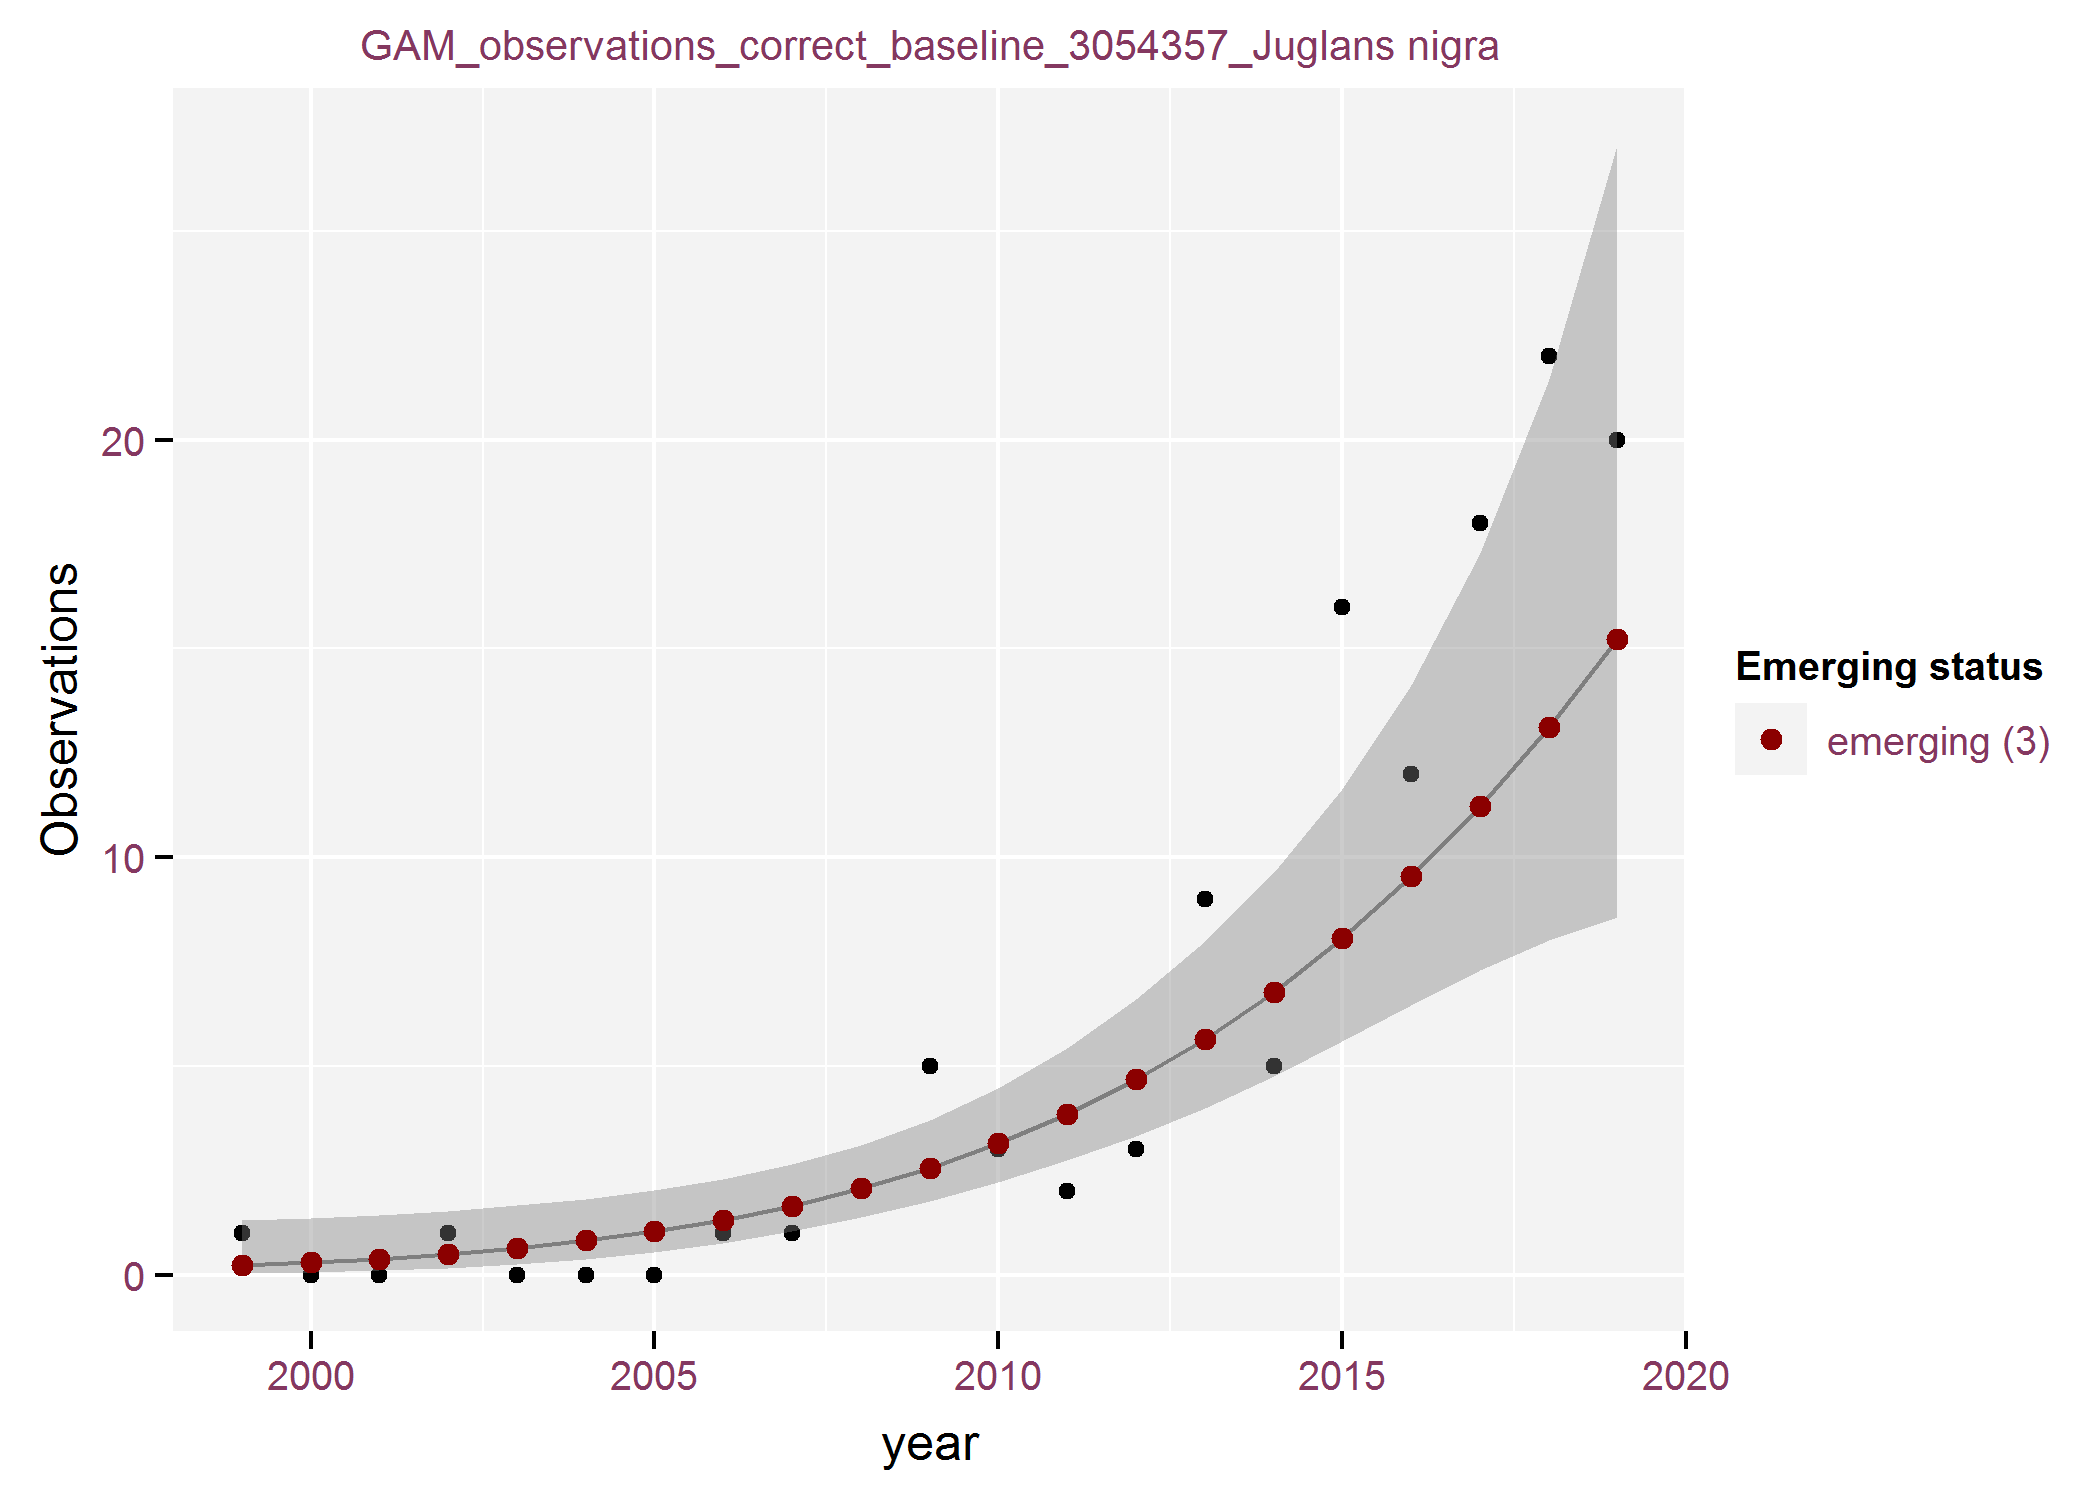 GAM_observations_correct_baseline_3054357_Juglans nigra
Observations
20
10
0
2000 2005 2010 2015 2020
year
Emerging status
emerging (3)